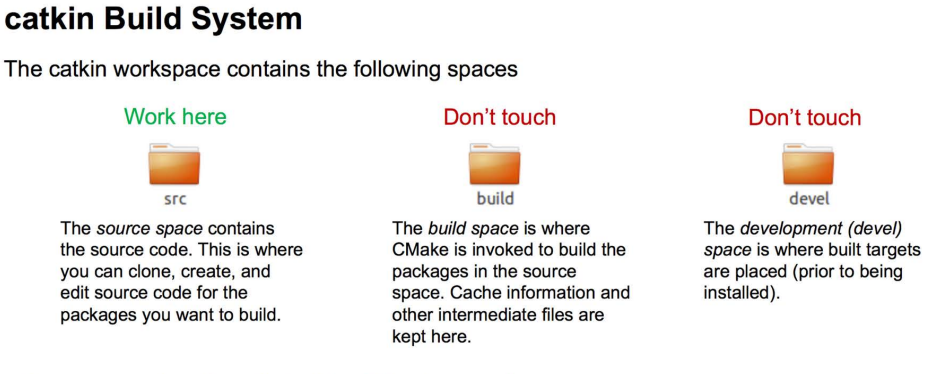 catkin Build System
The catkin workspace contains the following spaces
Work here
src
The source space contains
the source code. This is where
you can clone, create, and
edit source code for the
packages you want to build.
Don't touch
build
The build space is where
CMake is invoked to build the
packages in the source
space. Cache information and
other intermediate files are
kept here.
Don't touch
devel
The development (devel)
space is where built targets
are placed (prior to being
installed).